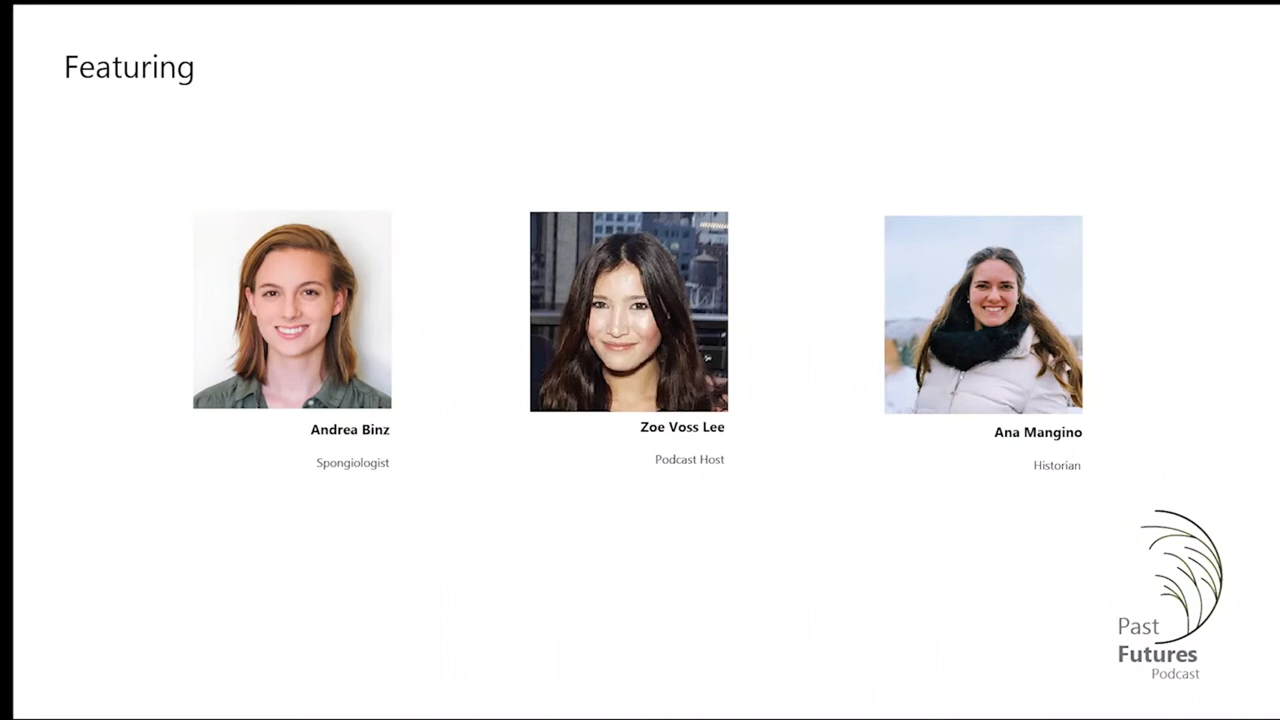 Featuring
Andrea Binz
Spongiologist
Zoe Voss Lee
Podcast Host
Ana Mangino
Historian
Past
Futures
Podcast